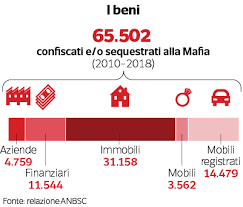 I beni
65.502
confiscati e/o sequestrati alla Mafia
(2010-2018)
Aziende
4.759
Finanziari
11.544
Immobili
31.158
Mobili
3.562
Mobili
registrati
14.479
Fonte: relazione ANBSC